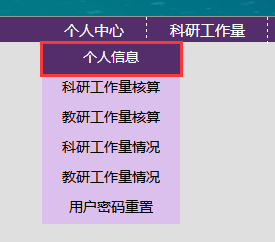 个人中心 科研工作量
个人信息
科研工作量核算
教研工作量核算
科研工作量情况
教研工作量情况
用户密码重置